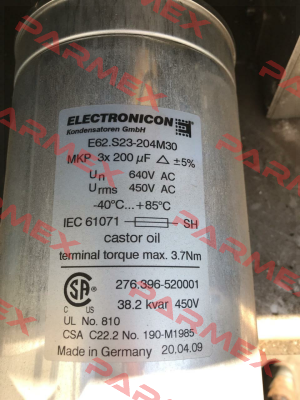 PARMEX
ELECTRONICON
Kondensatoren GmbH
E62.S23-204M30
MKP 3x 200 µF △ ±5%
Un 640V AC
Urms 450V AC
-40°C... +85°C
IEC 61071 SH
castor oil
terminal torque max. 3.7Nm
276.396-520001
38.2 kvar 450V
C US
UL No. 810
CSA C22.2 No. 190-M1985
Made in Germany 20.04.09
PARMEX
PARMEX
PARMEX